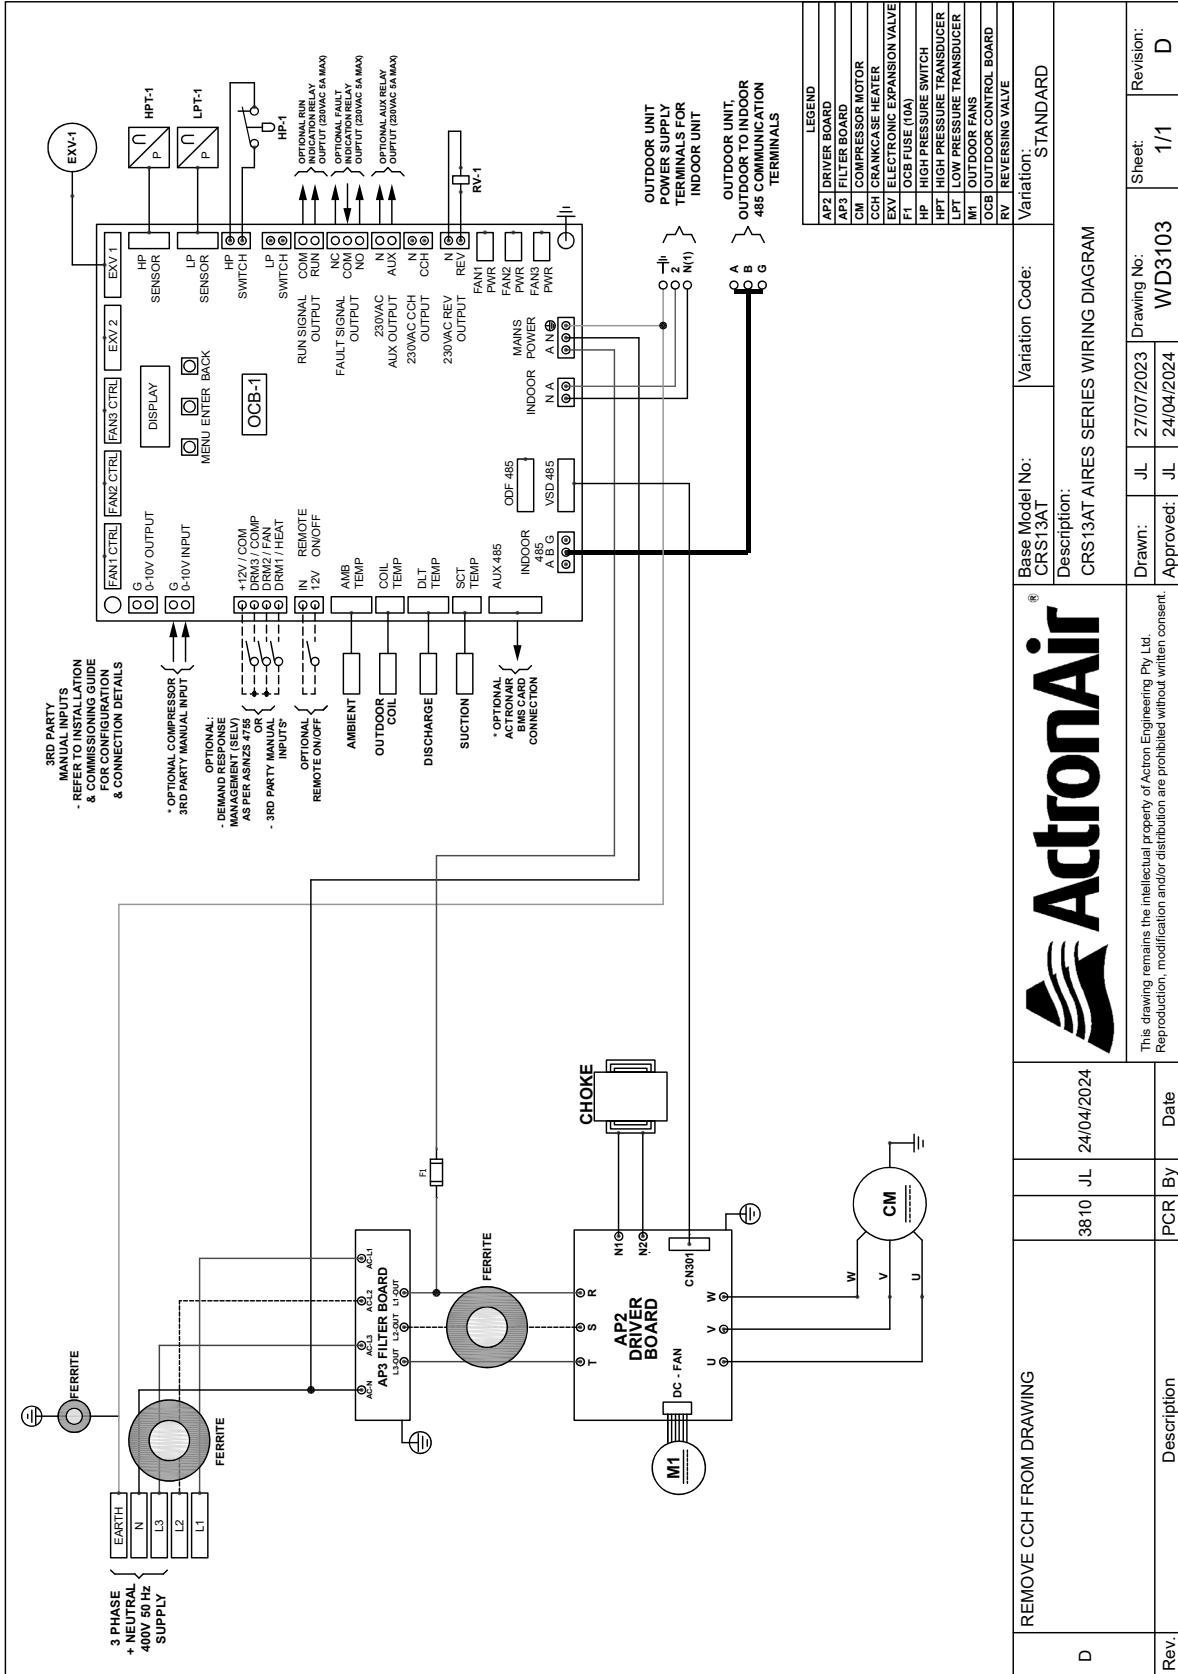 3 PHASE
+ NEUTRAL
400V 50 Hz
SUPPLY
EARTH
N
L3
L2
L1
FERRITE
FERRITE
AC-N
AC-L3
AC-L2
AC-L1
AP3 FILTER BOARD
L3-OUT
L2-OUT
L1-OUT
F1
FERRITE
T
S
R
AP2
DRIVER
BOARD
DC - FAN
M1
N1
N2
CN301
U
V
W
CHOKE
W
V
U
CM
3RD PARTY
MANUAL INPUTS
- REFER TO INSTALLATION
& COMMISSIONING GUIDE
FOR CONFIGURATION
& CONNECTION DETAILS
* OPTIONAL COMPRESSOR
3RD PARTY MANUAL INPUT
OPTIONAL:
- DEMAND RESPONSE
MANAGEMENT (SELV)
AS PER AS/NZS 4755
OR
- 3RD PARTY MANUAL
INPUTS*
OPTIONAL
REMOTE ON/OFF
AMBIENT
OUTDOOR
COIL
DISCHARGE
SUCTION
* OPTIONAL
ACTRONAIR
BMS CARD
CONNECTION
FAN1 CTRL
FAN2 CTRL
FAN3 CTRL
EXV 2
EXV 1
G
0-10V OUTPUT
G
0-10V INPUT
+12V / COM
DRM3 / COMP
DRM2 / FAN
DRM1 / HEAT
IN REMOTE
12V ON/OFF
AMB
TEMP
COIL
TEMP
DLT
TEMP
SCT
TEMP
AUX 485
INDOOR
485
A B G
ODF 485
VSD 485
DISPLAY
MENU ENTER BACK
OCB-1
INDOOR
N A
MAINS
POWER
A N
HP
SENSOR
LP
SENSOR
HP
SWITCH
LP
SWITCH
RUN SIGNAL
OUTPUT
COM
RUN
FAULT SIGNAL
OUTPUT
NC
COM
NO
230VAC
AUX OUTPUT
N
AUX
230VAC CCH
OUTPUT
N
CCH
230VAC REV
OUTPUT
N
REV
FAN1
PWR
FAN2
PWR
FAN3
PWR
EXV-1
HPT-1
P
LPT-1
P
HP-1
OPTIONAL RUN
INDICATION RELAY
OUPTUT (230VAC 5A MAX)
OPTIONAL FAULT
INDICATION RELAY
OUPTUT (230VAC 5A MAX)
OPTIONAL AUX RELAY
OUPTUT (230VAC 5A MAX)
RV-1
OUTDOOR UNIT
POWER SUPPLY
TERMINALS FOR
INDOOR UNIT
2
N(1)
OUTDOOR UNIT,
OUTDOOR TO INDOOR
485 COMMUNICATION
TERMINALS
A
B
G
LEGEND
AP2 DRIVER BOARD
AP3 FILTER BOARD
CM COMPRESSOR MOTOR
CCH CRANKCASE HEATER
EXV ELECTRONIC EXPANSION VALVE
F1 OCB FUSE (10A)
HP HIGH PRESSURE SWITCH
HPT HIGH PRESSURE TRANSDUCER
LPT LOW PRESSURE TRANSDUCER
M1 OUTDOOR FANS
OCB OUTDOOR CONTROL BOARD
RV REVERSING VALVE
D REMOVE CCH FROM DRAWING 3810 JL 24/04/2024
Rev. Description PCR By Date
ActronAir®
This drawing remains the intellectual property of Actron Engineering Pty Ltd.
Reproduction, modification and/or distribution are prohibited without written consent.
Base Model No:
CRS13AT
Variation Code:
Variation:
STANDARD
Description:
CRS13AT AIRES SERIES WIRING DIAGRAM
Drawn: JL 27/07/2023
Approved: JL 24/04/2024
Drawing No:
WD3103
Sheet:
1/1
Revision:
D